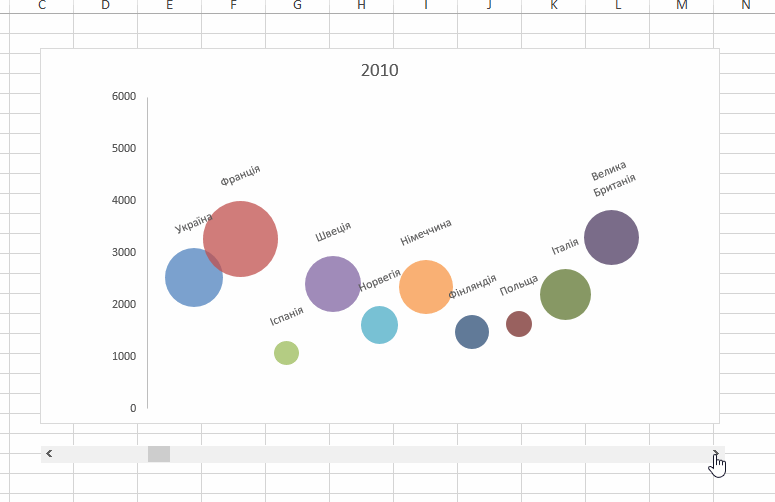 C D E F G H I J K L M N
2010
6000
5000
4000
3000
2000
1000
0
Україна
Франція
Іспанія
Швеція
Норвегія
Німеччина
Фінляндія
Польща
Італія
Велика
Британія